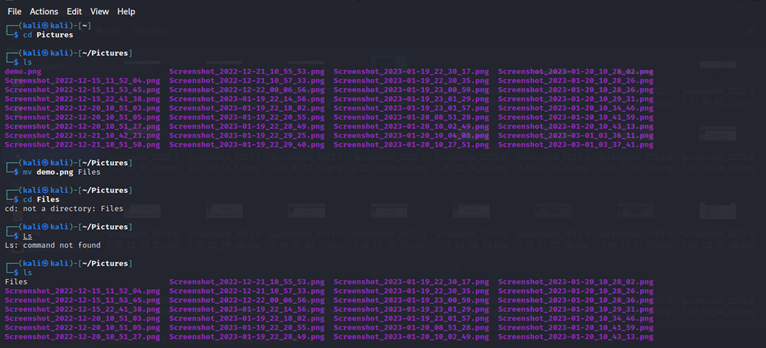 File Actions Edit View Help
┌──(kali㉿kali)-[~]
└─$ cd Pictures
┌──(kali㉿kali)-[~/Pictures]
└─$ ls
demo.png Screenshot_2022-12-21_10_55_53.png Screenshot_2023-01-19_22_30_17.png Screenshot_2023-01-20_10_28_02.png
Screenshot_2022-12-15_11_52_04.png Screenshot_2022-12-21_10_57_33.png Screenshot_2023-01-19_22_30_35.png Screenshot_2023-01-20_10_28_26.png
Screenshot_2022-12-15_11_53_45.png Screenshot_2022-12-22_00_06_56.png Screenshot_2023-01-19_23_00_59.png Screenshot_2023-01-20_10_28_36.png
Screenshot_2022-12-15_22_41_38.png Screenshot_2023-01-19_22_14_56.png Screenshot_2023-01-19_23_01_29.png Screenshot_2023-01-20_10_29_31.png
Screenshot_2022-12-20_10_51_03.png Screenshot_2023-01-19_22_18_02.png Screenshot_2023-01-19_23_01_57.png Screenshot_2023-01-20_10_34_46.png
Screenshot_2022-12-20_10_51_05.png Screenshot_2023-01-19_22_20_55.png Screenshot_2023-01-20_08_51_28.png Screenshot_2023-01-20_10_41_59.png
Screenshot_2022-12-20_10_51_27.png Screenshot_2023-01-19_22_28_49.png Screenshot_2023-01-20_10_02_49.png Screenshot_2023-01-20_10_43_13.png
Screenshot_2022-12-21_10_42_23.png Screenshot_2023-01-19_22_29_25.png Screenshot_2023-01-20_10_04_08.png Screenshot_2023-03-01_03_36_11.png
Screenshot_2022-12-21_10_51_50.png Screenshot_2023-01-19_22_29_40.png Screenshot_2023-01-20_10_27_51.png Screenshot_2023-03-01_03_37_41.png
┌──(kali㉿kali)-[~/Pictures]
└─$ mv demo.png Files
┌──(kali㉿kali)-[~/Pictures]
└─$ cd Files
cd: not a directory: Files
┌──(kali㉿kali)-[~/Pictures]
└─$ Ls
Ls: command not found
┌──(kali㉿kali)-[~/Pictures]
└─$ ls
Files Screenshot_2022-12-21_10_55_53.png Screenshot_2023-01-19_22_30_17.png Screenshot_2023-01-20_10_28_02.png
Screenshot_2022-12-15_11_52_04.png Screenshot_2022-12-21_10_57_33.png Screenshot_2023-01-19_22_30_35.png Screenshot_2023-01-20_10_28_26.png
Screenshot_2022-12-15_11_53_45.png Screenshot_2022-12-22_00_06_56.png Screenshot_2023-01-19_23_00_59.png Screenshot_2023-01-20_10_28_36.png
Screenshot_2022-12-15_22_41_38.png Screenshot_2023-01-19_22_14_56.png Screenshot_2023-01-19_23_01_29.png Screenshot_2023-01-20_10_29_31.png
Screenshot_2022-12-20_10_51_03.png Screenshot_2023-01-19_22_18_02.png Screenshot_2023-01-19_23_01_57.png Screenshot_2023-01-20_10_34_46.png
Screenshot_2022-12-20_10_51_05.png Screenshot_2023-01-19_22_20_55.png Screenshot_2023-01-20_08_51_28.png Screenshot_2023-01-20_10_41_59.png
Screenshot_2022-12-20_10_51_27.png Screenshot_2023-01-19_22_28_49.png Screenshot_2023-01-20_10_02_49.png Screenshot_2023-01-20_10_43_13.png